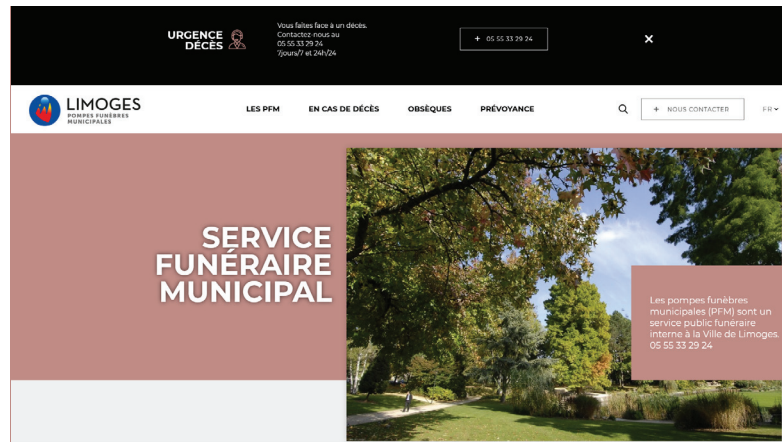 URGENCE
DÉCÈS
Vous faites face à un décès.
Contactez-nous au
05 55 33 29 24
7jours/7 et 24h/24
+ 05 55 33 29 24
LIMOGES
POMPES FUNÈBRES
MUNICIPALES
LES PFM
EN CAS DE DÉCÈS
OBSÈQUES
PRÉVOYANCE
+ NOUS CONTACTER
FR
SERVICE
FUNÉRAIRE
MUNICIPAL
Les pompes funèbres
municipales (PFM) sont un
service public funéraire
interne à la Ville de Limoges.
05 55 33 29 24